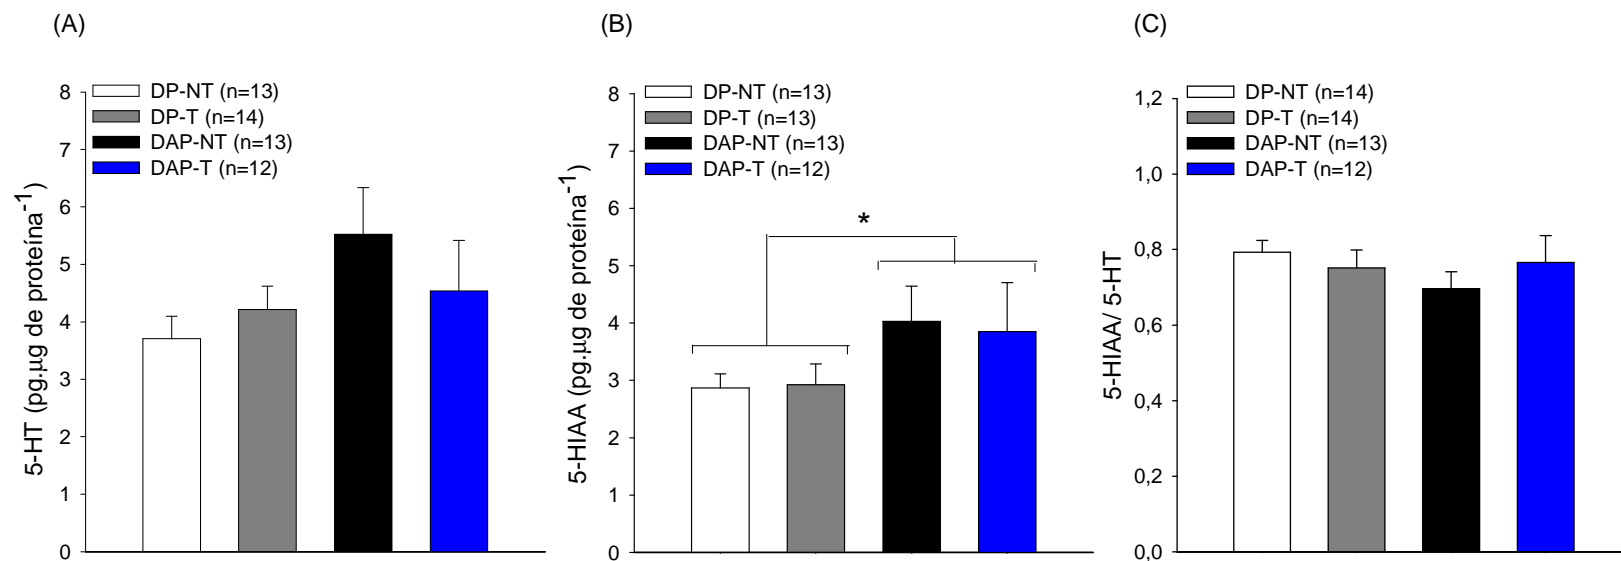 (A)
DP-NT (n=13)
DP-T (n=14)
DAP-NT (n=13)
DAP-T (n=12)
5-HT (pg.µg de proteína-1)
8
7
6
5
4
3
2
1
0
(B)
DP-NT (n=13)
DP-T (n=13)
DAP-NT (n=13)
DAP-T (n=12)
5-HIAA (pg.µg de proteína-1)
8
7
6
5
4
3
2
1
0
*
(C)
DP-NT (n=14)
DP-T (n=14)
DAP-NT (n=13)
DAP-T (n=12)
5-HIAA/ 5-HT
1,2
1,0
0,8
0,6
0,4
0,2
0,0